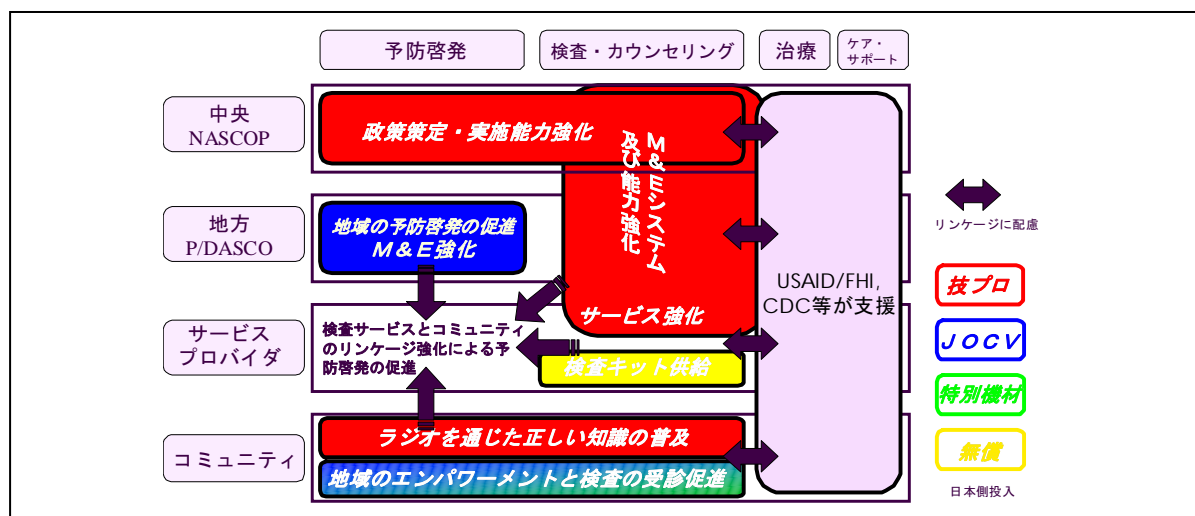 予防啓発
検査・カウンセリング
治療
ケア・
サポート
中央
NASCOP
政策策定・実施能力強化
M&Eシステム
及び能力強化
地方
P/DASCO
地域の予防啓発の促進
M&E強化
リンケージに配慮
USAID/FHI,
CDC等が支援
サービス
プロバイダ
サービス強化
検査サービスとコミュニティ
のリンケージ強化による予
防啓発の促進
検査キット供給
コミュニティ
ラジオを通じた正しい知識の普及
地域のエンパワーメントと検査の受診促進
技プロ
JOCV
特別機材
無償
日本側投入